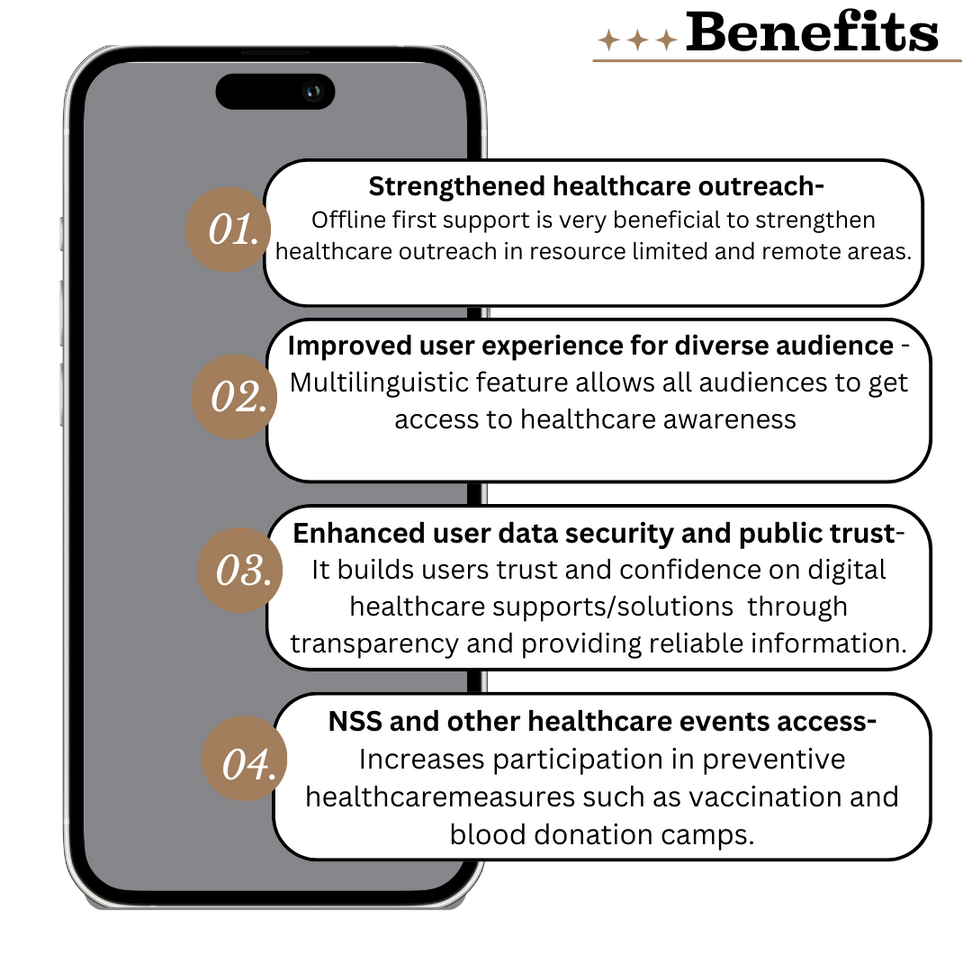 Benefits
01.
Strengthened healthcare outreach-
Offline first support is very beneficial to strengthen
healthcare outreach in resource limited and remote areas.
02.
Improved user experience for diverse audience -
Multilinguistic feature allows all audiences to get
access to healthcare awareness
03.
Enhanced user data security and public trust-
It builds users trust and confidence on digital
healthcare supports/solutions  through
transparency and providing reliable information.
04.
NSS and other healthcare events access-
Increases participation in preventive
healthcaremeasures such as vaccination and
blood donation camps.